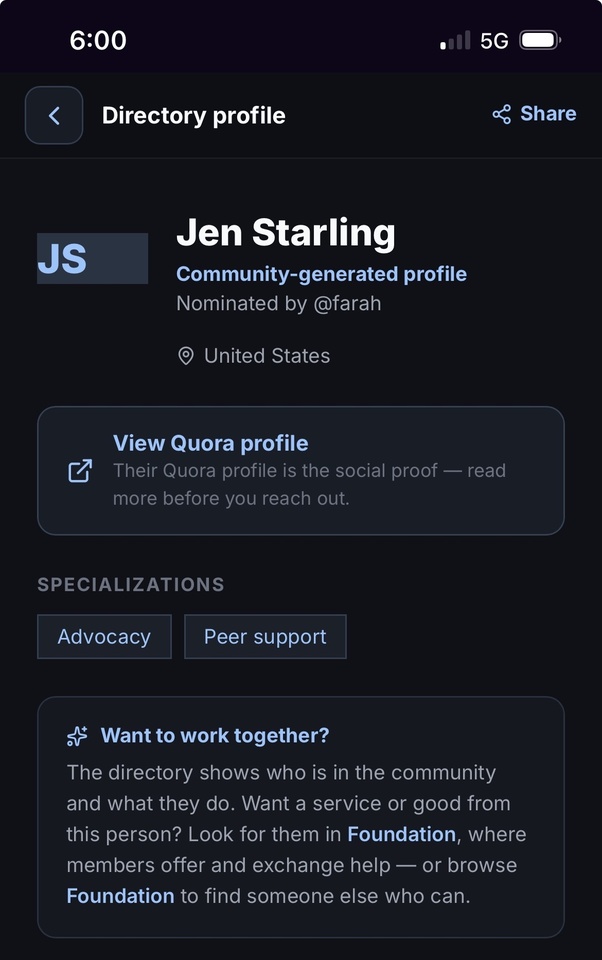 6:00
5G
Directory profile
Share
JS
Jen Starling
Community-generated profile
Nominated by @farah
United States
View Quora profile
Their Quora profile is the social proof — read
more before you reach out.
SPECIALIZATIONS
Advocacy
Peer support
Want to work together?
The directory shows who is in the community
and what they do. Want a service or good from
this person? Look for them in Foundation, where
members offer and exchange help — or browse
Foundation to find someone else who can.